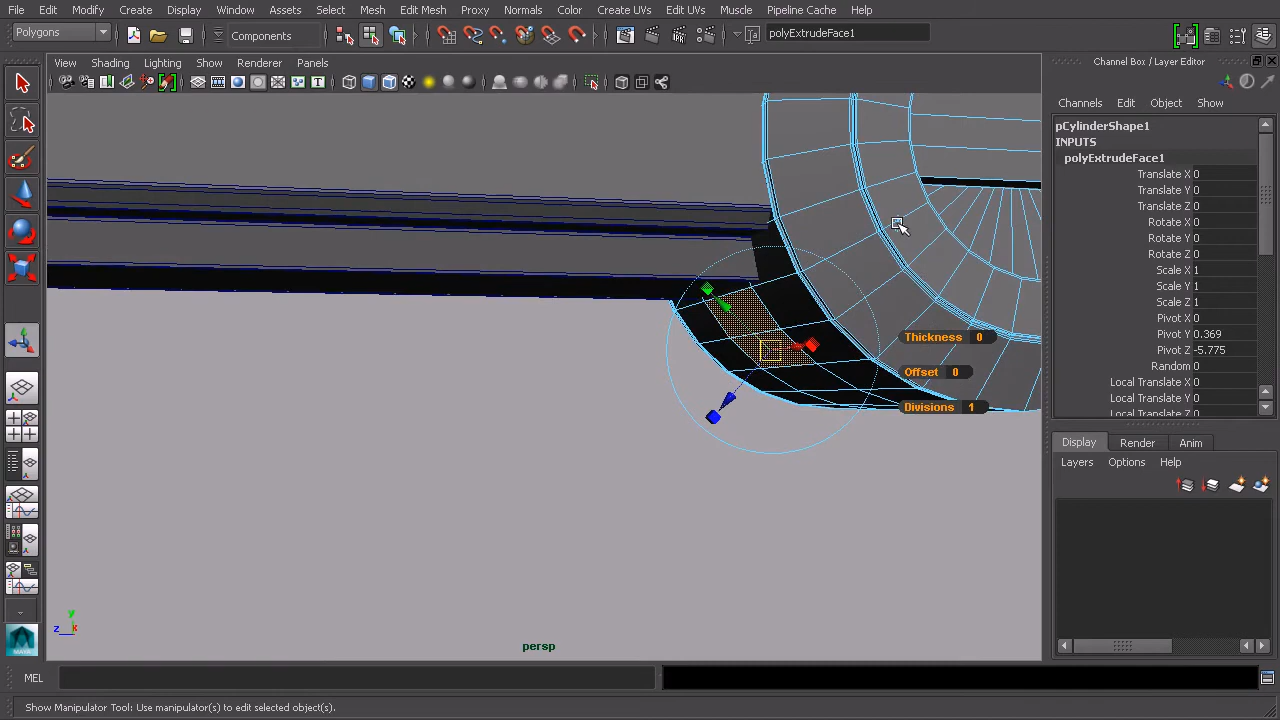 File Edit Modify Create Display Window Assets Select Mesh Edit Mesh Proxy Normals Color Create UVs Edit UVs Muscle Pipeline Cache Help
Polygons Components polyExtrudeFace1
View Shading Lighting Show Renderer Panels
Channel Box / Layer Editor
Channels Edit Object Show
pCylinderShape1
INPUTS
polyExtrudeFace1
Translate X 0
Translate Y 0
Translate Z 0
Rotate X 0
Rotate Y 0
Rotate Z 0
Scale X 1
Scale Y 1
Scale Z 1
Pivot X 0
Pivot Y 0.369
Pivot Z -5.775
Random 0
Local Translate X 0
Local Translate Y 0
Local Translate Z 0
Thickness 0
Offset 0
Divisions 1
Display Render Anim
Layers Options Help
y
z x
persp
MEL
Show Manipulator Tool: Use manipulator(s) to edit selected object(s).